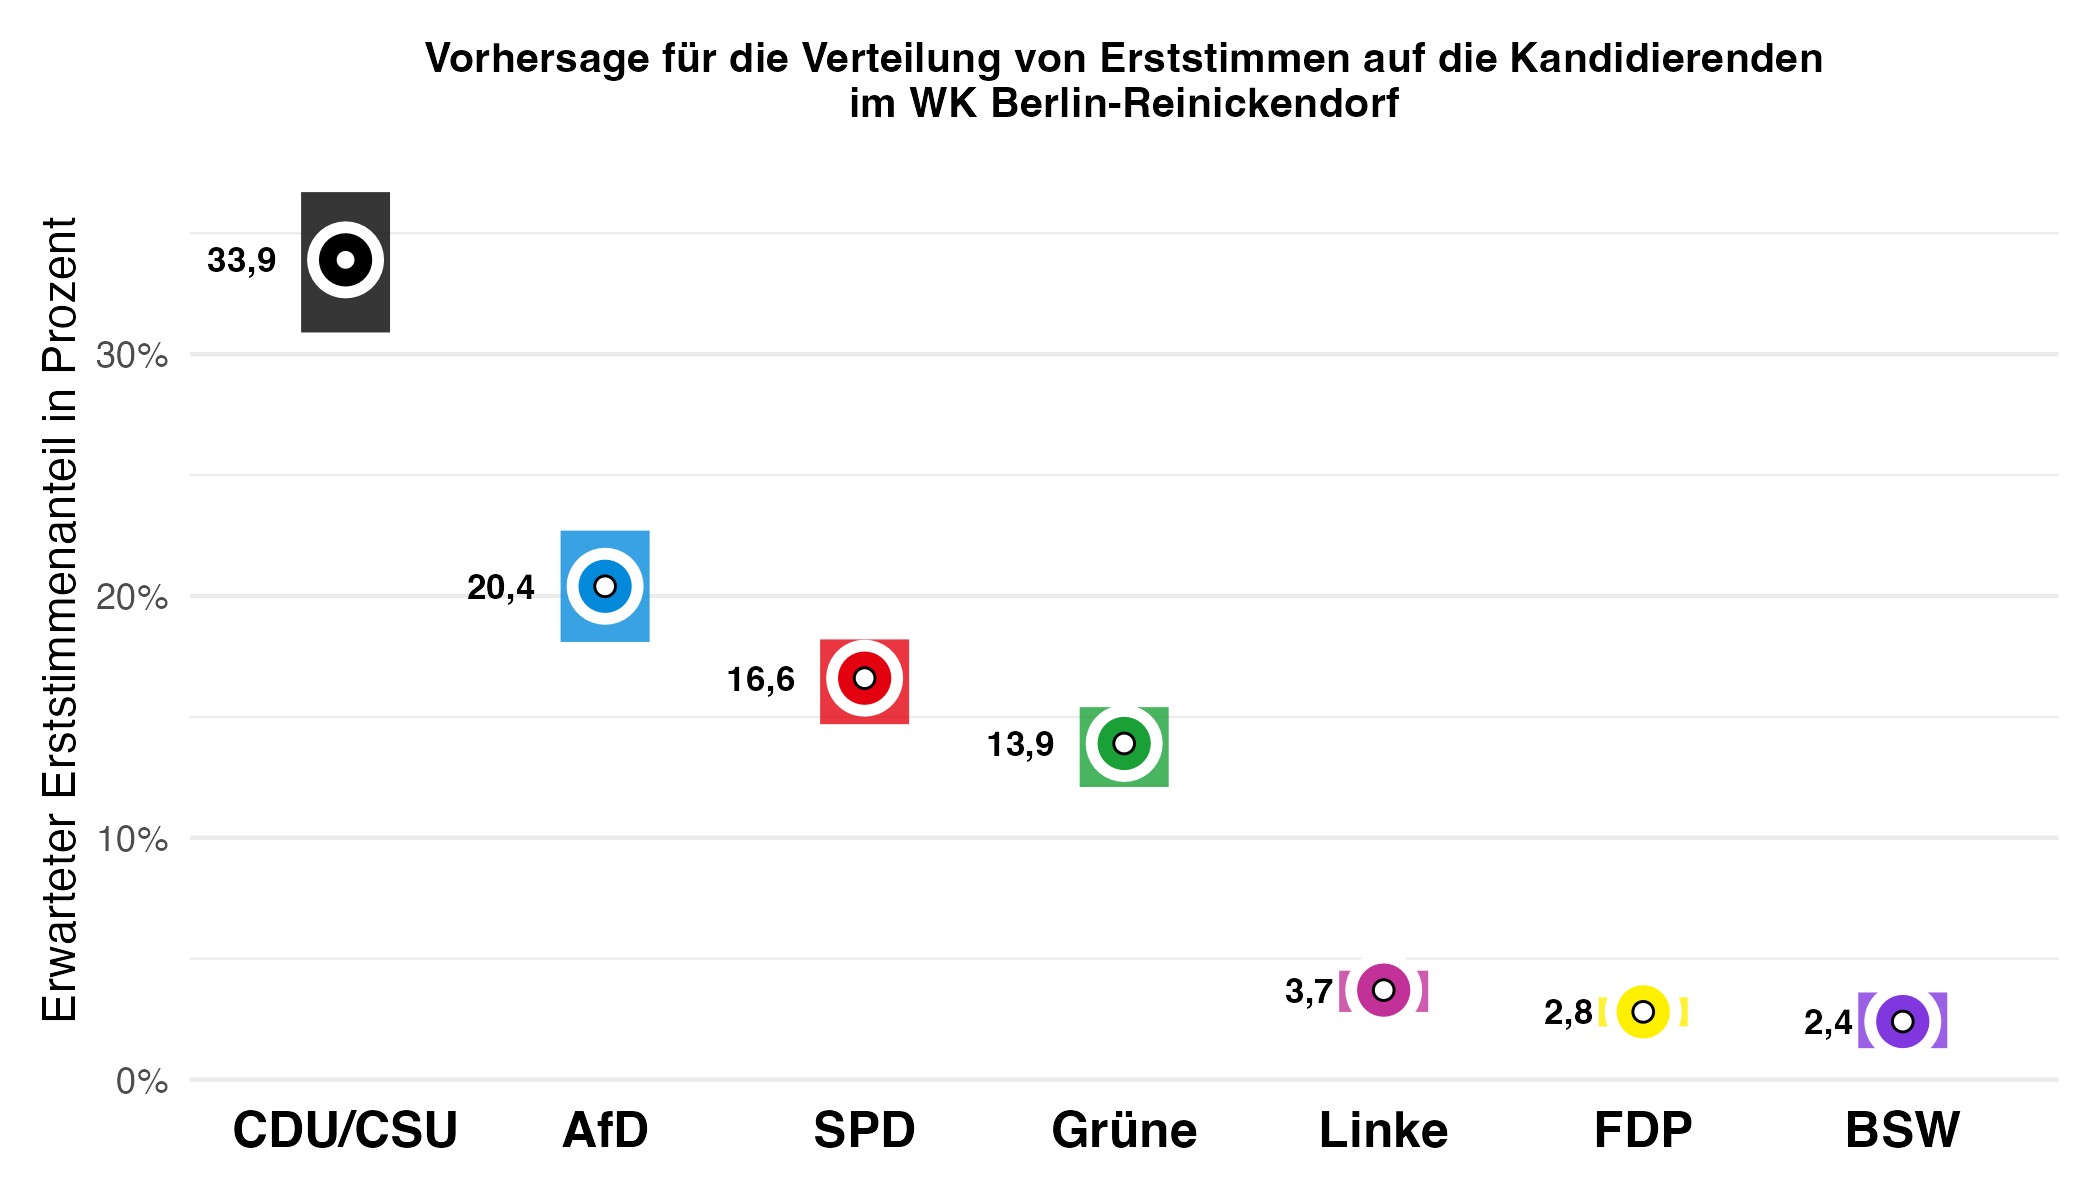 Vorhersage für die Verteilung von Erststimmen auf die Kandidierenden
im WK Berlin-Reinickendorf
Erwarteter Erststimmenanteil in Prozent
30%
20%
10%
0%
33,9
20,4
16,6
13,9
3,7
2,8
2,4
CDU/CSU
AfD
SPD
Grüne
Linke
FDP
BSW